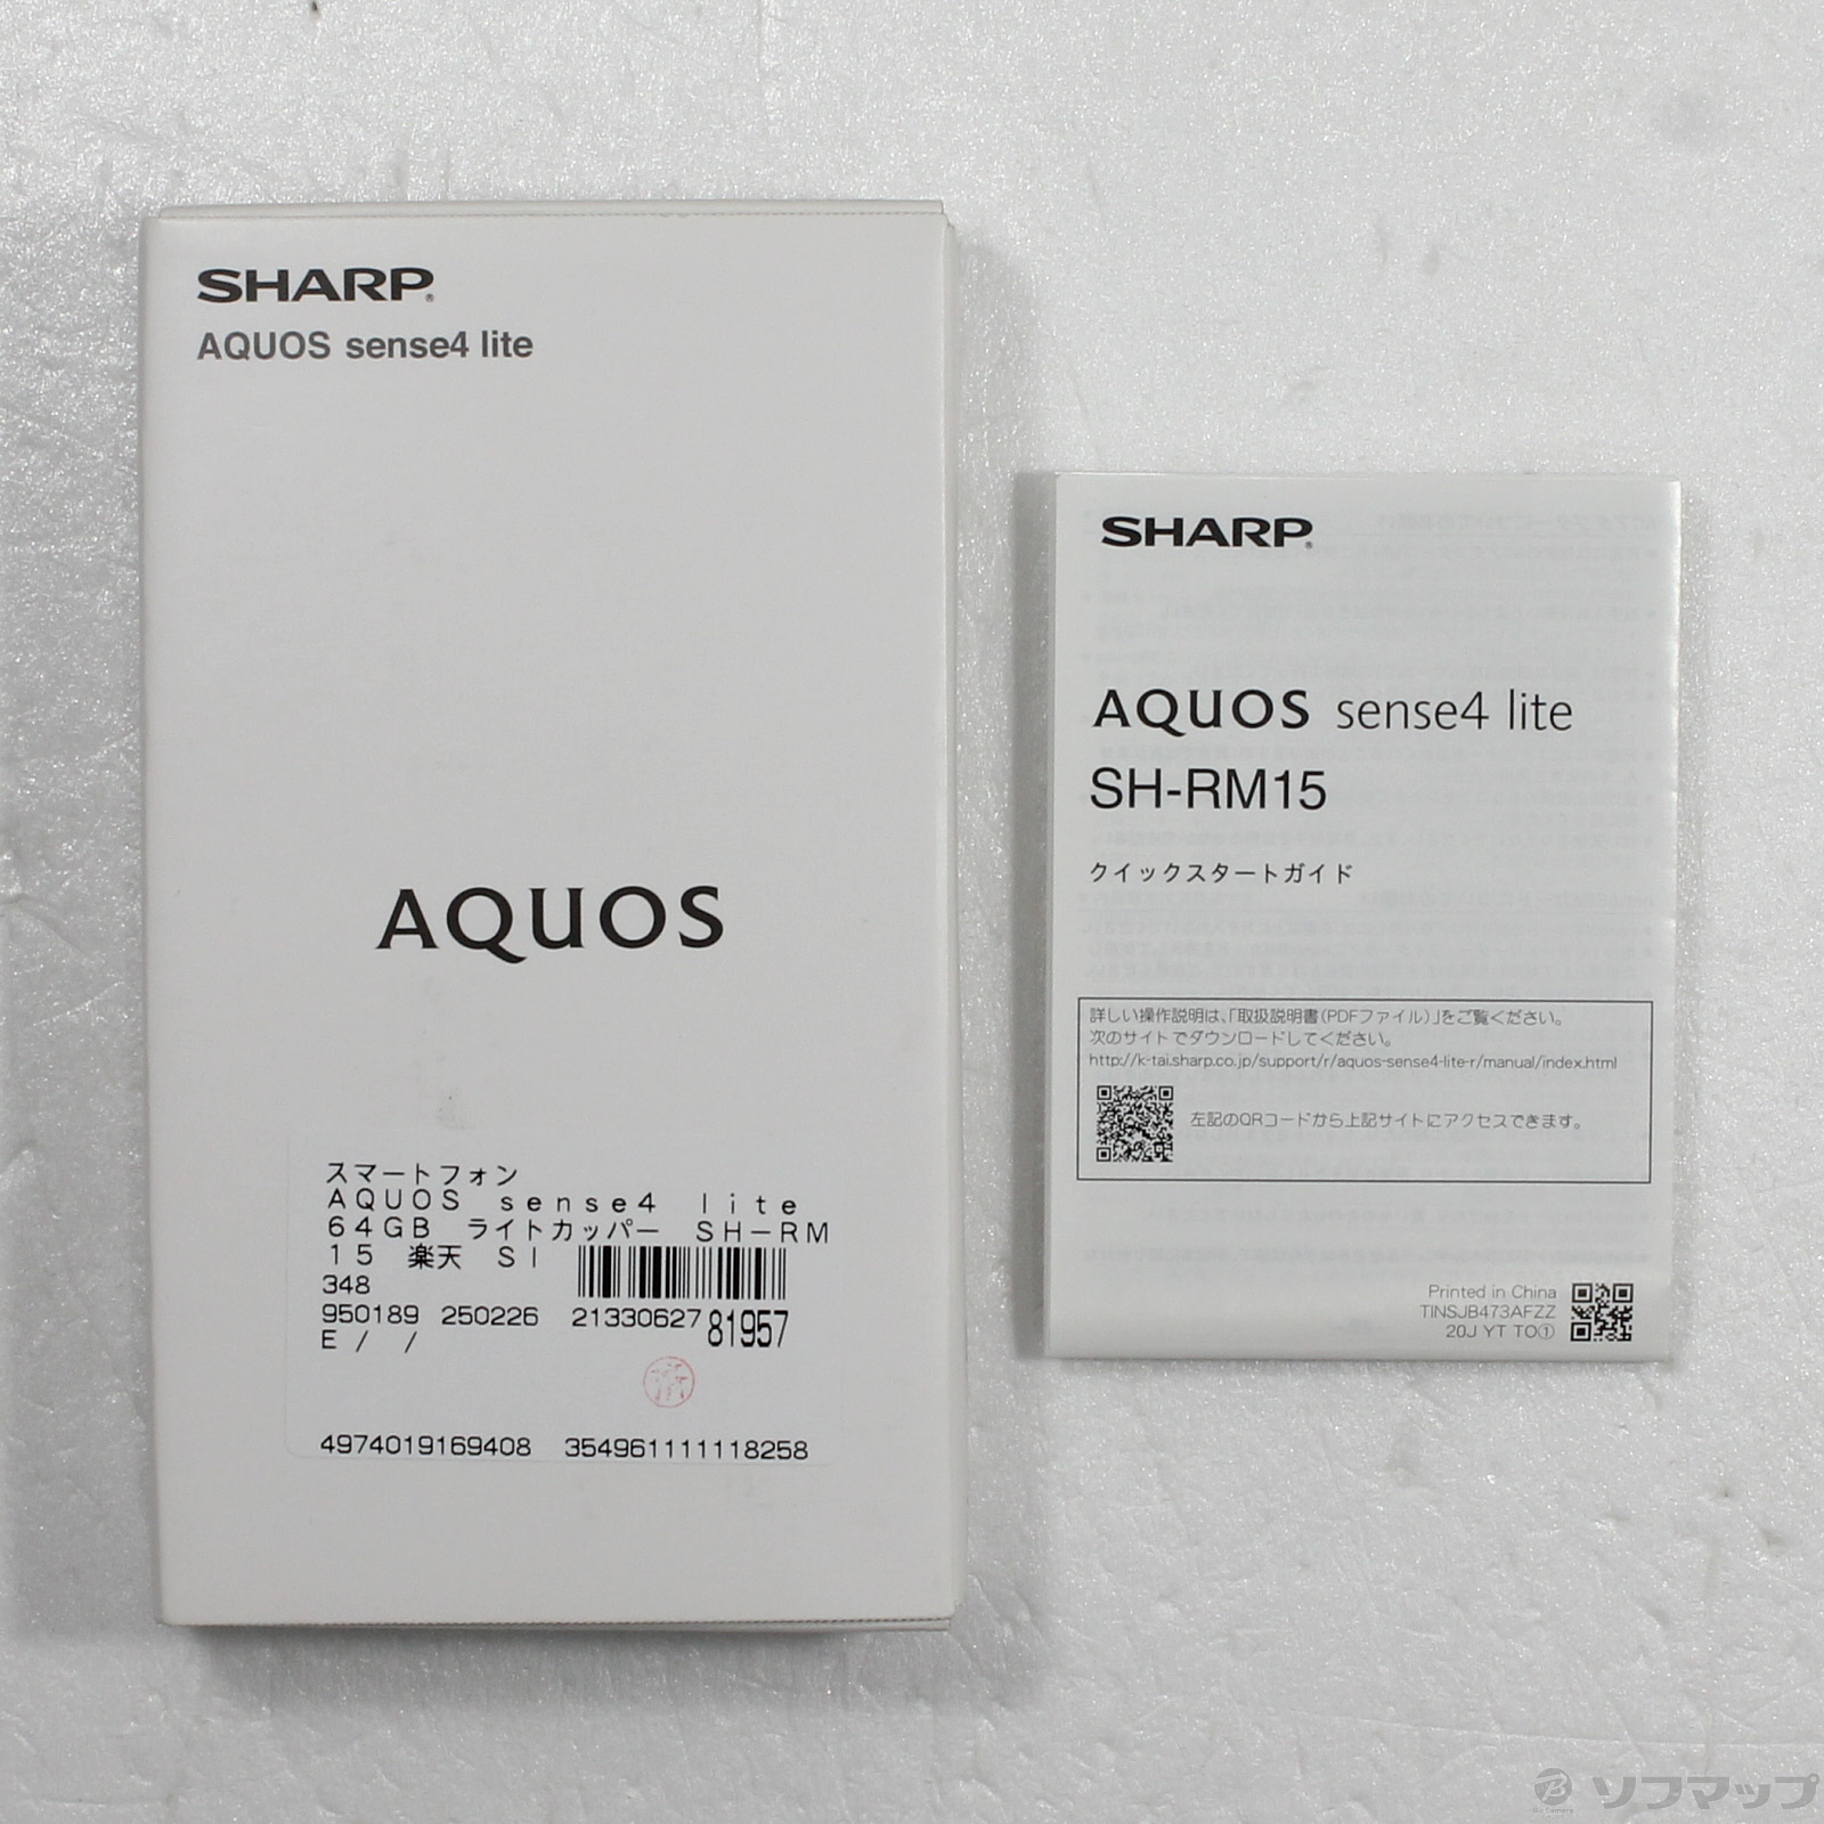 SHARP®
AQUOS sense4 lite
AQUOS
スマートフォン
AQUOS sense4 lite
64GB ライトカッパー SH-RM
15 楽天 SI
348
950189 250226 2133062781957
E / /
済
4974019169408 354961111118258
SHARP®
AQUOS sense4 lite
SH-RM15
クイックスタートガイド
詳しい操作説明は、「取扱説明書(PDFファイル)」をご覧ください。
次のサイトでダウンロードしてください。
http://k-tai.sharp.co.jp/support/r/aquos-sense4-lite-r/manual/index.html
左記のQRコードから上記サイトにアクセスできます。
Printed in China
TINSJB473AFZZ
20J YT TO①
ソフマップ